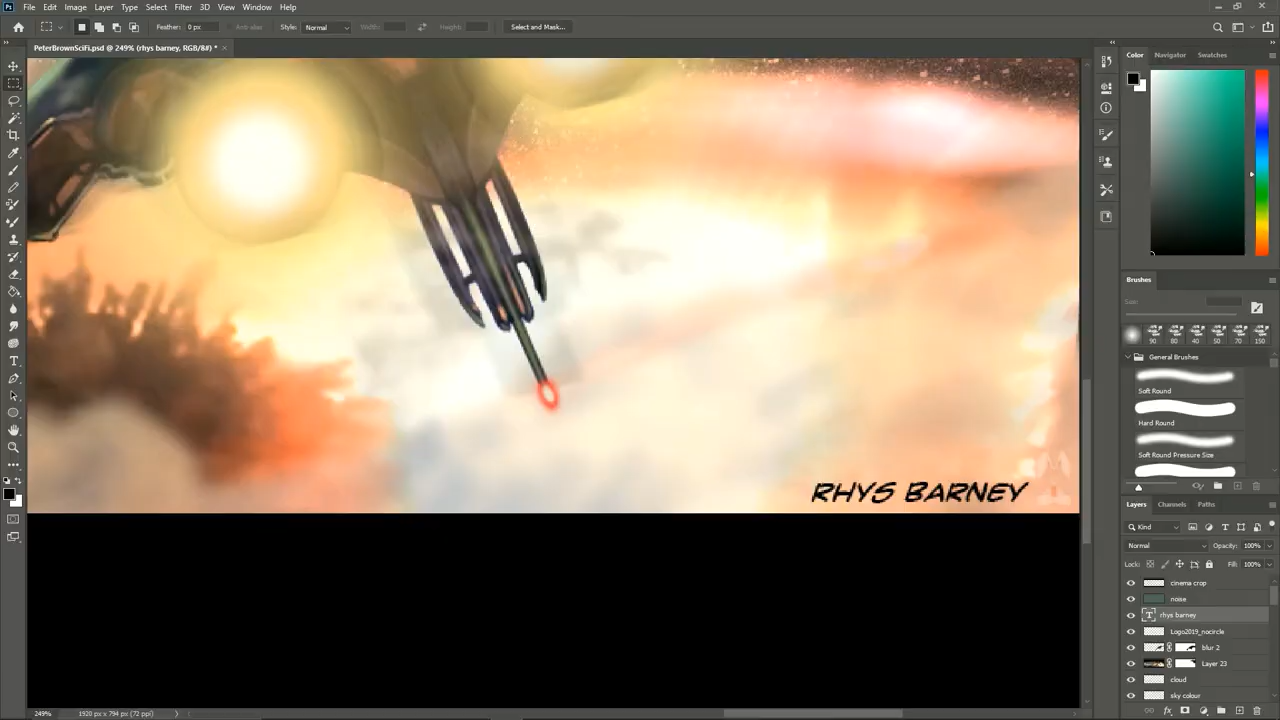 File Edit Image Layer Type Select Filter 3D View Window Help
Feather: 0 px Anti-alias Style: Normal Width: Height: Select and Mask...
PeterBrownSciFi.psd @ 249% (rhys barney, RGB/8#) *
Color Navigator Swatches
Brushes
Size:
90 80 40 50 70 150
General Brushes
Soft Round
Hard Round
Soft Round Pressure Size
RHYS BARNEY
Layers Channels Paths
Kind
Normal Opacity: 100%
Lock: Fill: 100%
cinema crop
noise
rhys barney
Logo2019_nocircle
blur 2
Layer 23
cloud
sky colour
249% 1920 px x 794 px (72 ppi)